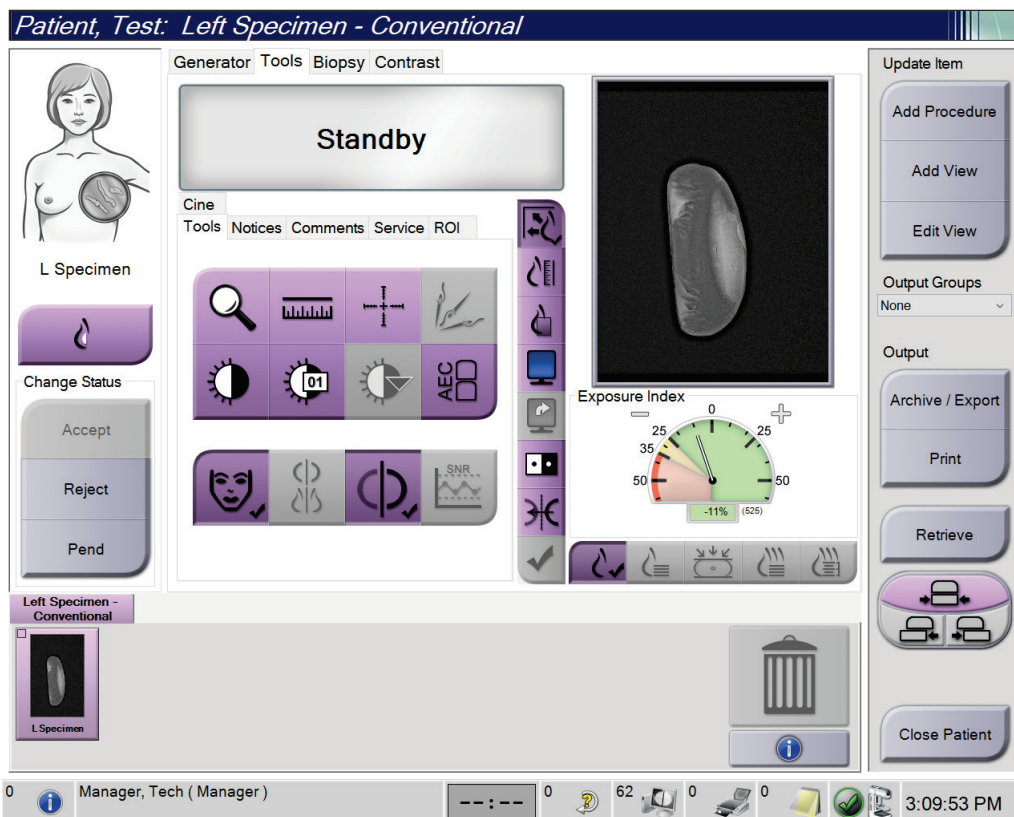 Patient, Test: Left Specimen - Conventional
Generator Tools Biopsy Contrast
Standby
Cine
Tools Notices Comments Service ROI
01
AEC
SNR
L Specimen
Change Status
Accept
Reject
Pend
Exposure Index
0
25 25
35
50 50
-11% (525)
Update Item
Add Procedure
Add View
Edit View
Output Groups
None
Output
Archive / Export
Print
Retrieve
Close Patient
Left Specimen -
Conventional
L Specimen
0 Manager, Tech ( Manager ) --:-- 0 62 0 0 3:09:53 PM